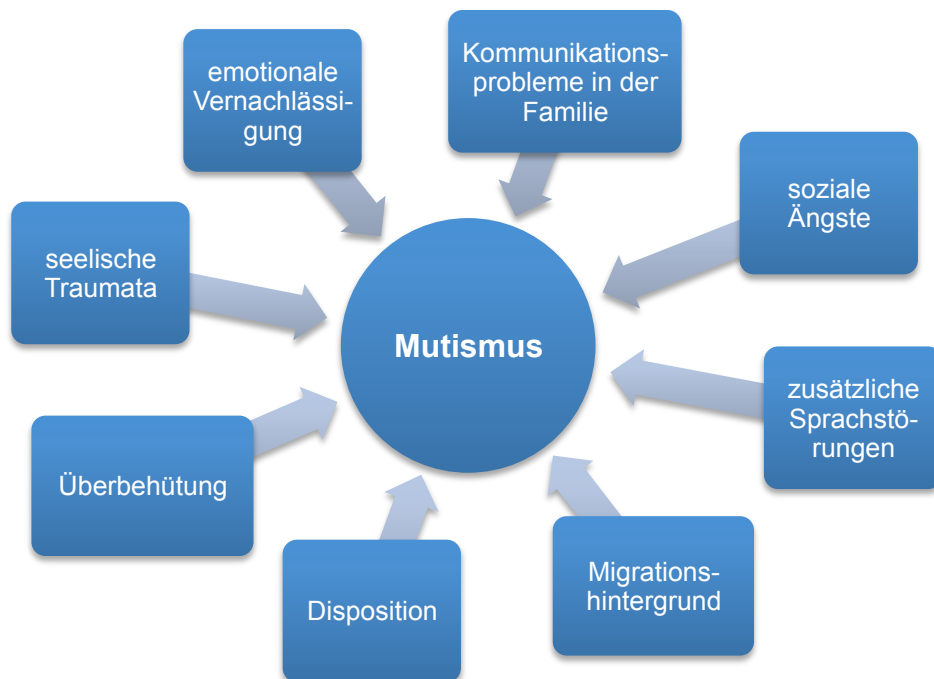 emotionale
Vernachlässi-
gung
Kommunikations-
probleme in der
Familie
soziale
Ängste
seelische
Traumata
Mutismus
zusätzliche
Sprachstö-
rungen
Überbehütung
Disposition
Migrations-
hintergrund